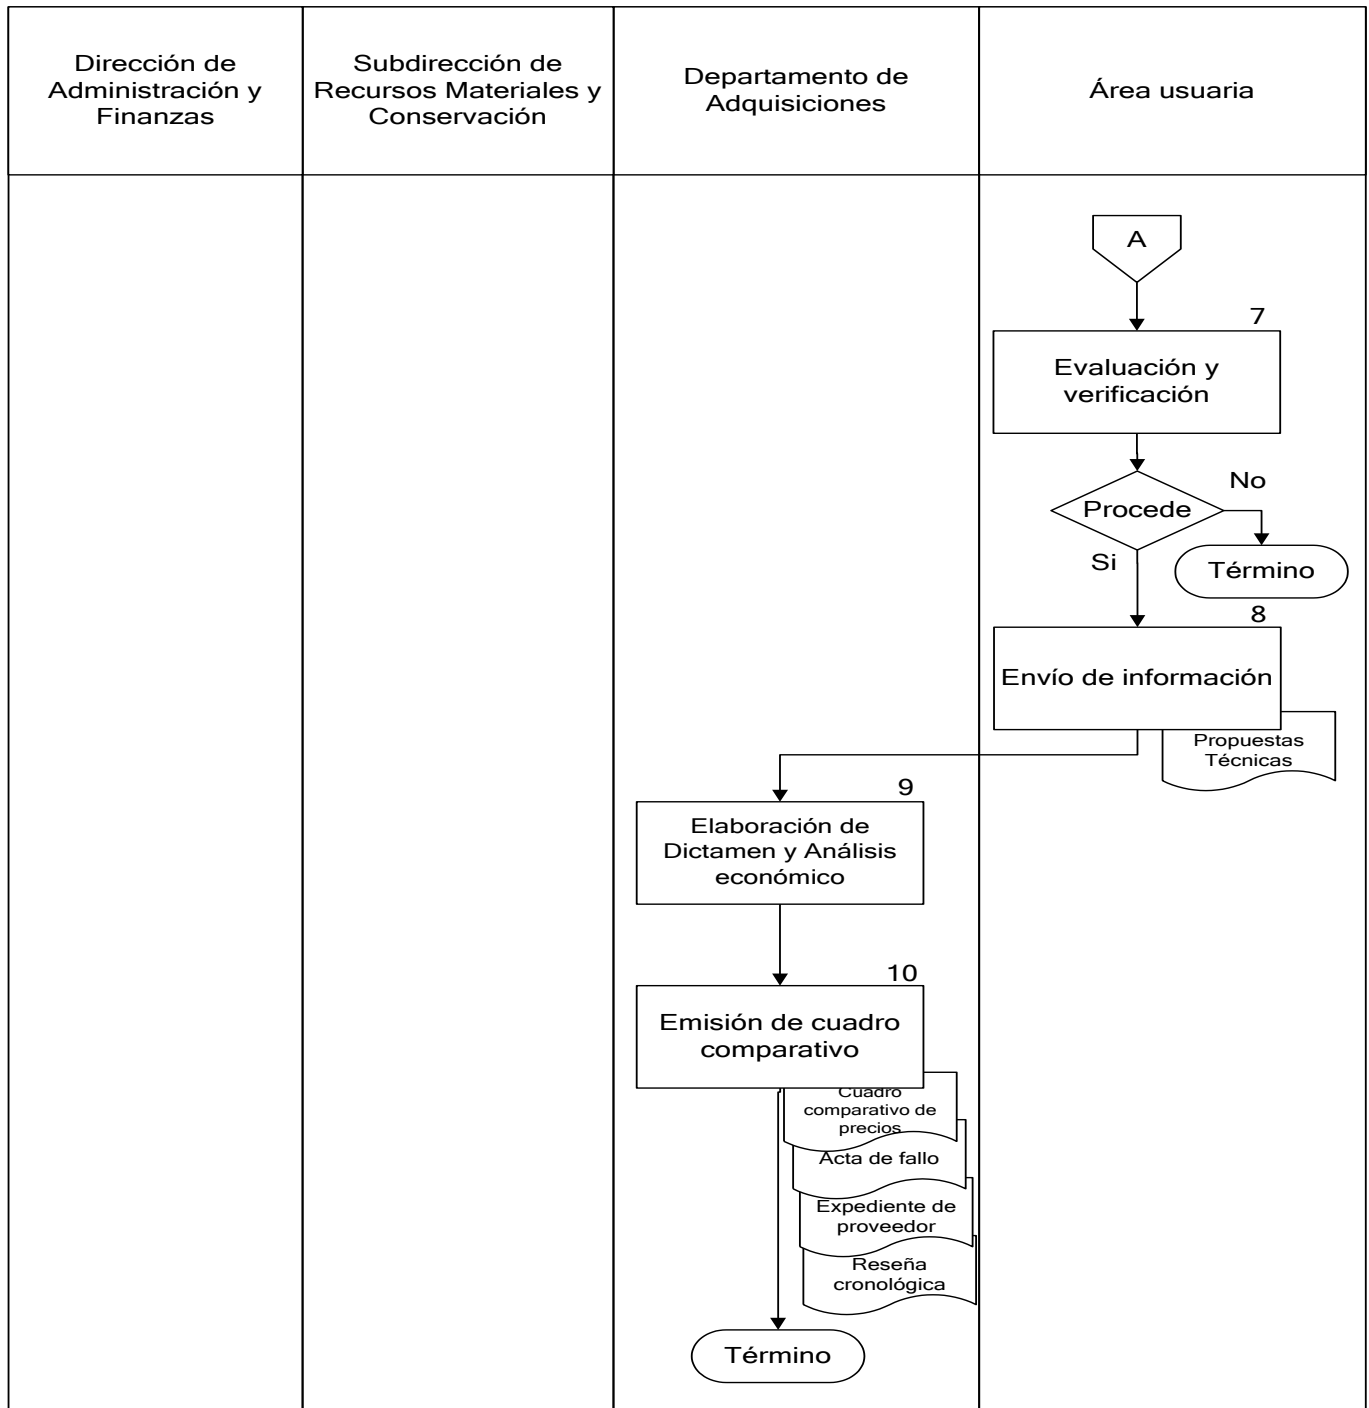 Dirección de
Administración y
Finanzas
Subdirección de
Recursos Materiales y
Conservación
Departamento de
Adquisiciones
Área usuaria
A
7
Evaluación y
verificación
Procede
No
Si
Término
8
Envío de información
Propuestas
Técnicas
9
Elaboración de
Dictamen y Análisis
económico
10
Emisión de cuadro
comparativo
Cuadro
comparativo de
precios
Acta de fallo
Expediente de
proveedor
Reseña
cronológica
Término